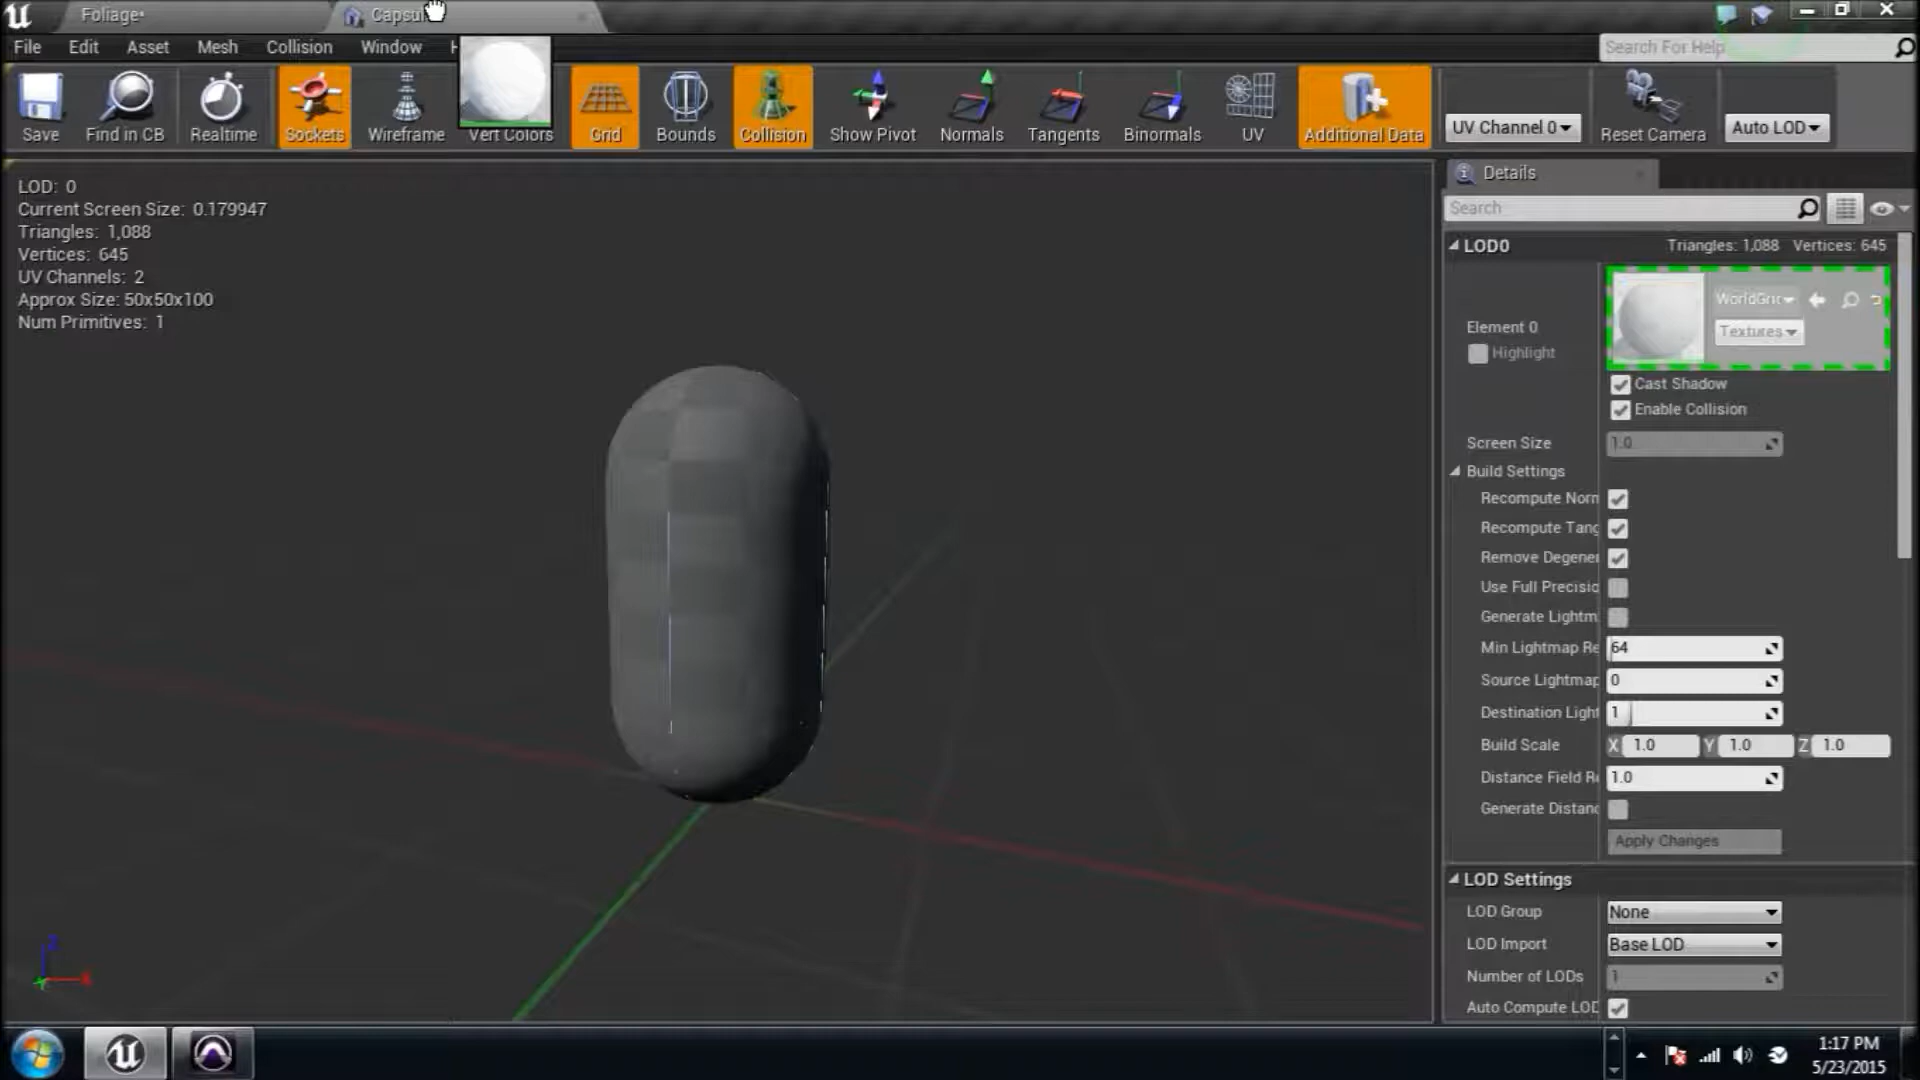 Foliage•
Capsul
File Edit Asset Mesh Collision Window H
Search For Help
Save Find in CB Realtime Sockets Wireframe Vert Colors Grid Bounds Collision Show Pivot Normals Tangents Binormals UV Additional Data UV Channel 0 Reset Camera Auto LOD
LOD: 0
Current Screen Size: 0.179947
Triangles: 1,088
Vertices: 645
UV Channels: 2
Approx Size: 50x50x100
Num Primitives: 1
Details
Search
LOD0 Triangles: 1,088 Vertices: 645
WorldGric
Element 0
Textures
Highlight
Cast Shadow
Enable Collision
Screen Size 1.0
Build Settings
Recompute Norn
Recompute Tang
Remove Degener
Use Full Precisio
Generate Lightm
Min Lightmap Re 64
Source Lightmap 0
Destination Light 1
Build Scale X 1.0 Y 1.0 Z 1.0
Distance Field Re 1.0
Generate Distanc
Apply Changes
LOD Settings
LOD Group None
LOD Import Base LOD
Number of LODs 1
Auto Compute LOD
Z
X
1:17 PM
5/23/2015